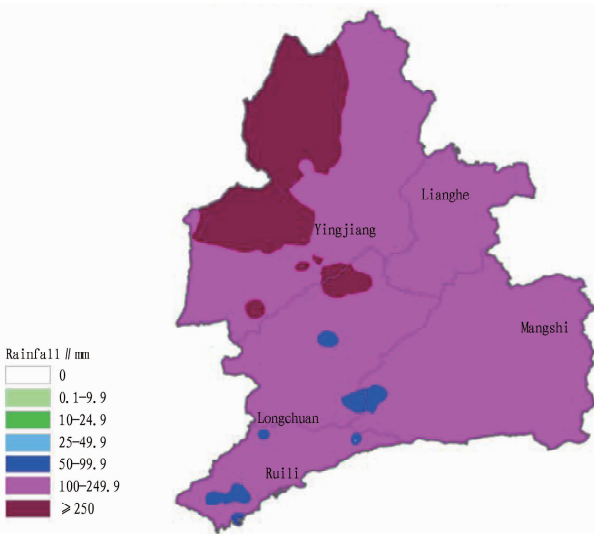 Lianghe
Yingjiang
Mangshi
Longchuan
Ruili
Rainfall∥mm
0
0.1-9.9
10-24.9
25-49.9
50-99.9
100-249.9
≥250